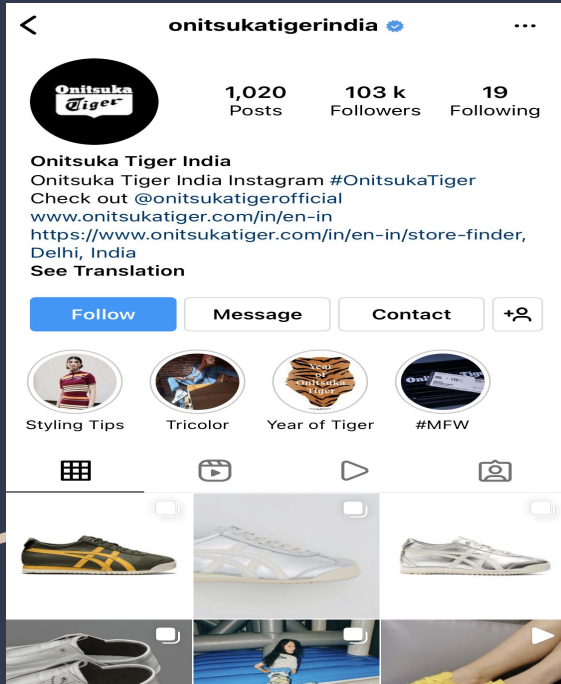 onitsukatigerindia
Onitsuka
Tiger
1,020
Posts
103 k
Followers
19
Following
Onitsuka Tiger India
Onitsuka Tiger India Instagram #OnitsukaTiger
Check out @onitsukatigerofficial
www.onitsukatiger.com/in/en-in
https://www.onitsukatiger.com/in/en-in/store-finder,
Delhi, India
See Translation
Follow
Message
Contact
Year
of
Onitsuka
Tiger
Styling Tips
Tricolor
Year of Tiger
#MFW